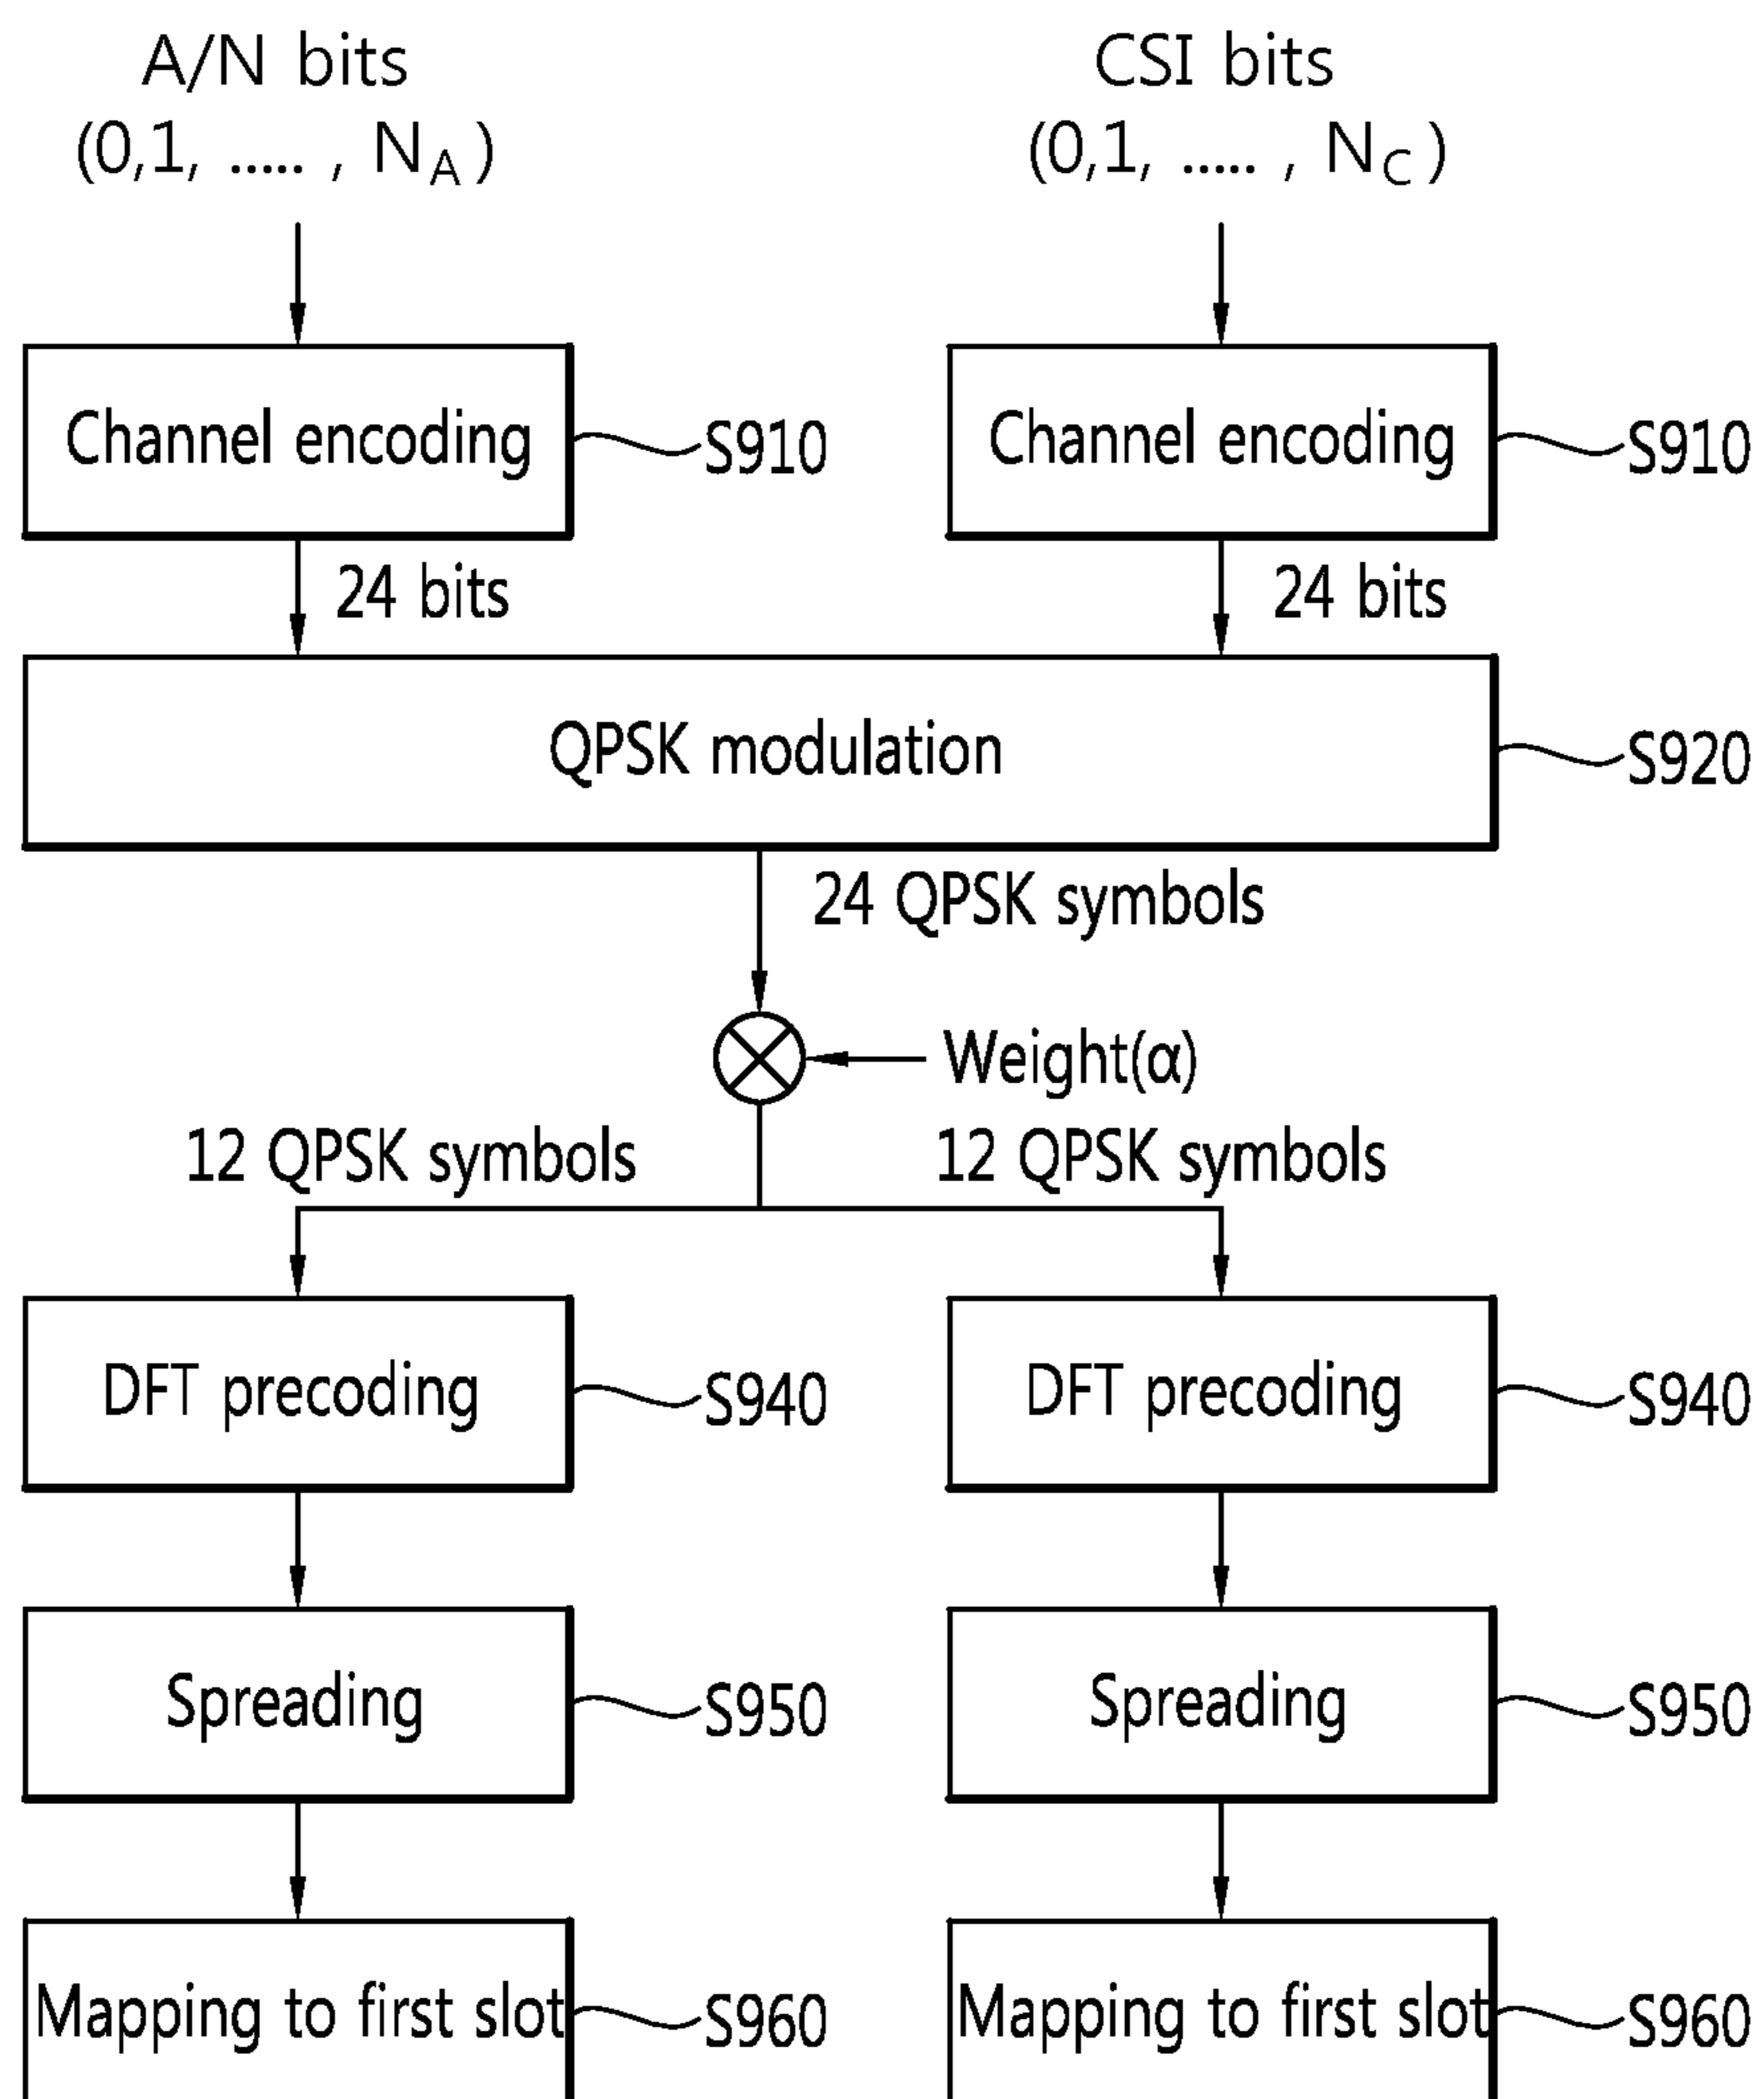 A/N bits
(0,1, ..... , NA)
CSI bits
(0,1, ..... , NC)
Channel encoding
S910
Channel encoding
S910
24 bits
24 bits
QPSK modulation
S920
24 QPSK symbols
Weight(α)
12 QPSK symbols
12 QPSK symbols
DFT precoding
S940
DFT precoding
S940
Spreading
S950
Spreading
S950
Mapping to first slot
S960
Mapping to first slot
S960